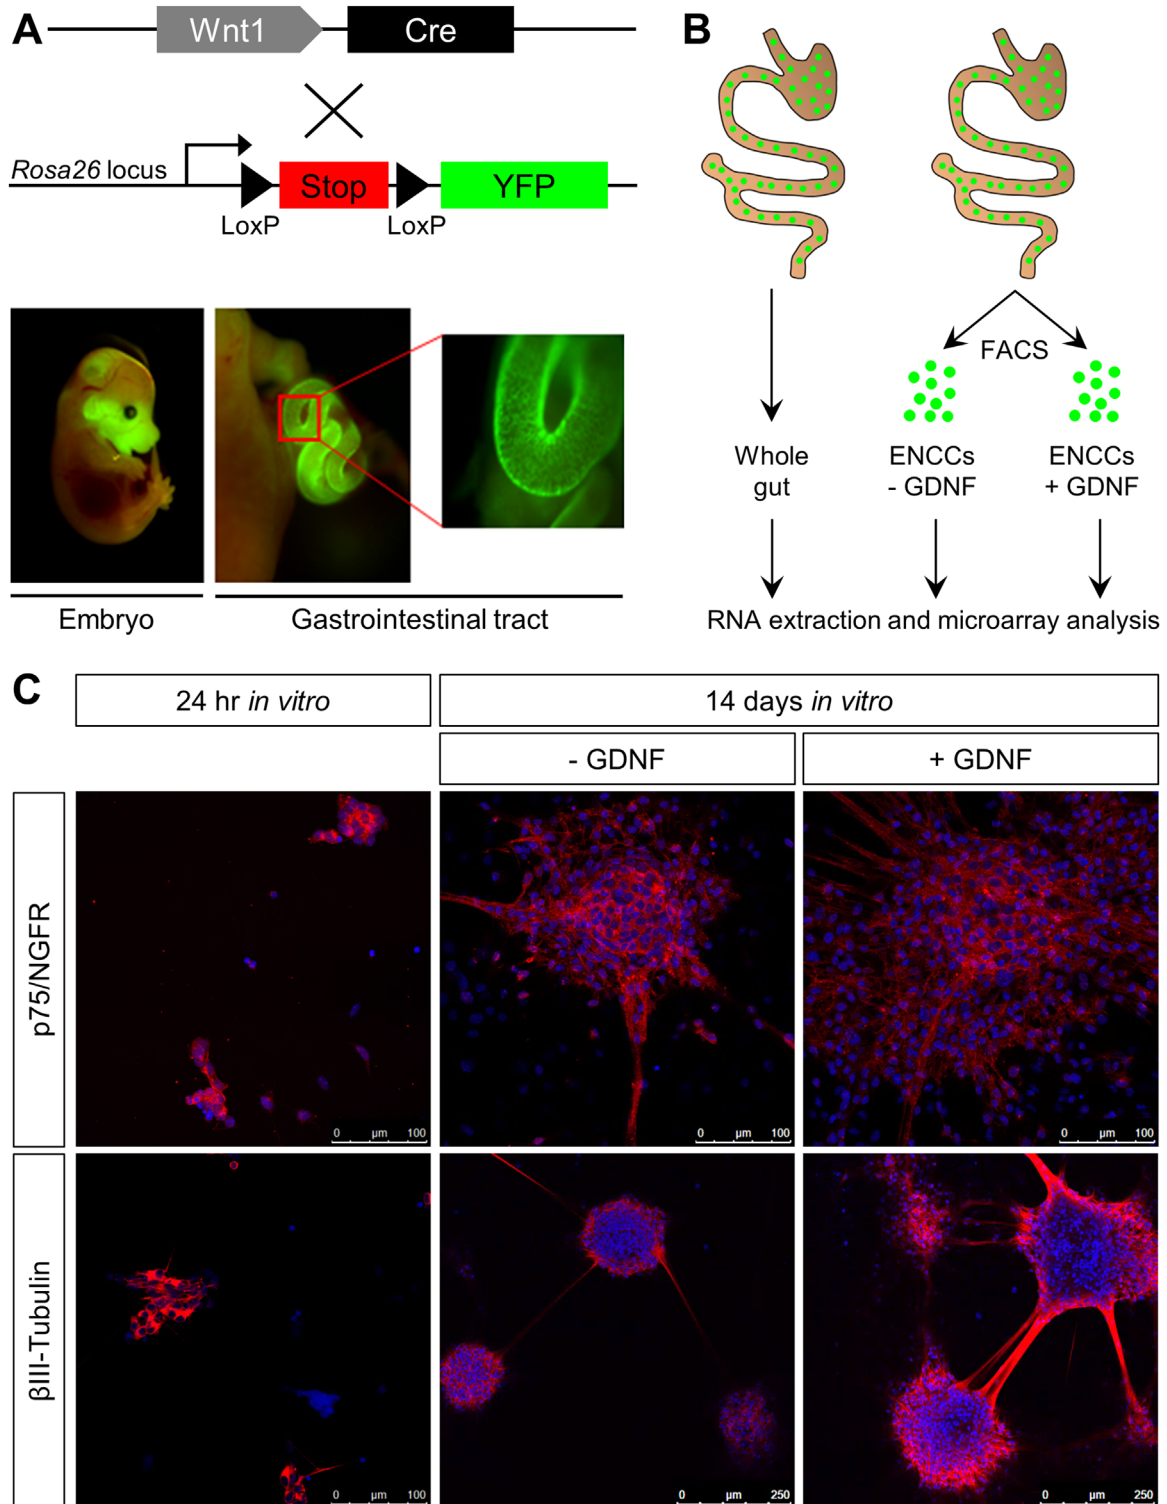 A
Wnt1
Cre
Rosa26 locus
Stop
YFP
LoxP
LoxP
Embryo
Gastrointestinal tract
B
FACS
Whole
gut
ENCCs
- GDNF
ENCCs
+ GDNF
RNA extraction and microarray analysis
C
24 hr in vitro
14 days in vitro
- GDNF
+ GDNF
p75/NGFR
0 µm 100
0 µm 100
0 µm 100
βIII-Tubulin
0 µm 100
0 µm 250
0 µm 250